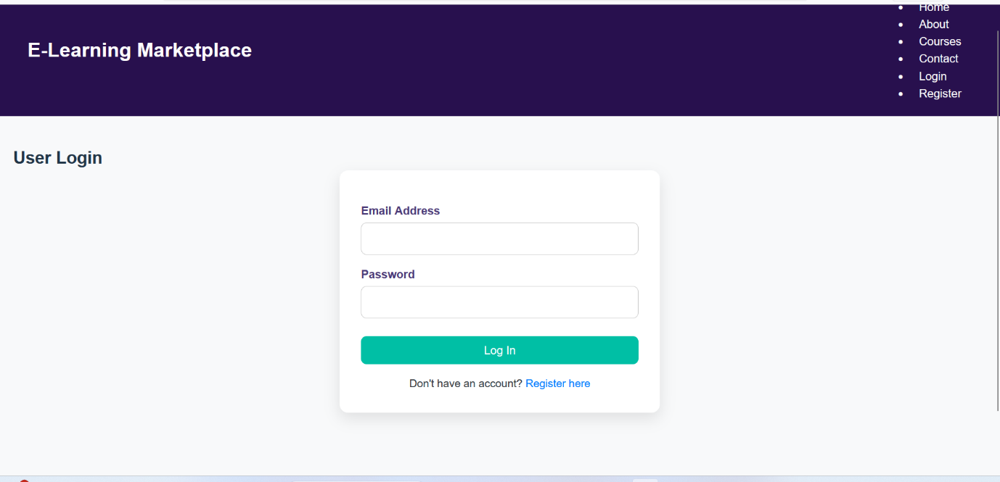 E-Learning Marketplace
Home
About
Courses
Contact
Login
Register
User Login
Email Address
Password
Log In
Don't have an account? Register here